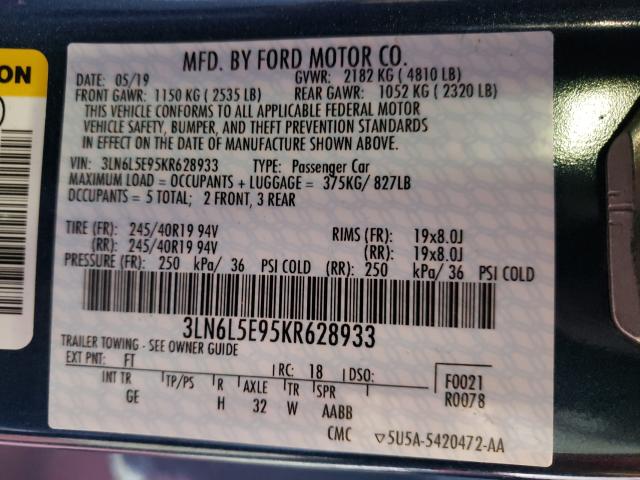 ON
MFD. BY FORD MOTOR CO.
DATE: 05/19 GVWR: 2182 KG ( 4810 LB)
FRONT GAWR: 1150 KG ( 2535 LB) REAR GAWR: 1052 KG ( 2320 LB)
THIS VEHICLE CONFORMS TO ALL APPLICABLE FEDERAL MOTOR
VEHICLE SAFETY, BUMPER, AND THEFT PREVENTION STANDARDS
IN EFFECT ON THE DATE OF MANUFACTURE SHOWN ABOVE.
VIN: 3LN6L5E95KR628933 TYPE: Passenger Car
MAXIMUM LOAD = OCCUPANTS + LUGGAGE = 375KG/ 827LB
OCCUPANTS = 5 TOTAL; 2 FRONT, 3 REAR
TIRE (FR): 245/40R19 94V RIMS (FR): 19x8.0J
(RR): 245/40R19 94V (RR): 19x8.0J
PRESSURE (FR): 250 kPa/ 36 PSI COLD (RR): 250 kPa/ 36 PSI COLD
3LN6L5E95KR628933
TRAILER TOWING - SEE OWNER GUIDE
EXT PNT: FT RC: 18 DSO: F0021
INT TR TP/PS R AXLE TR SPR R0078
GE H 32 W AABB
CMC ▽5U5A-5420472-AA